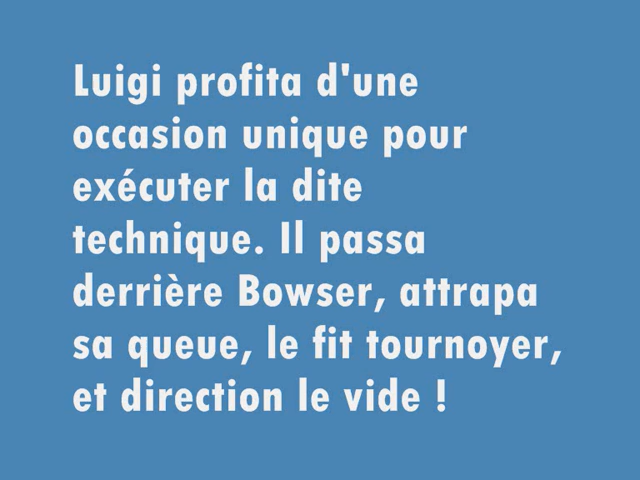 Luigi profita d'une
occasion unique pour
exécuter la dite
technique. Il passa
derrière Bowser, attrapa
sa queue, le fit tournoyer,
et direction le vide !